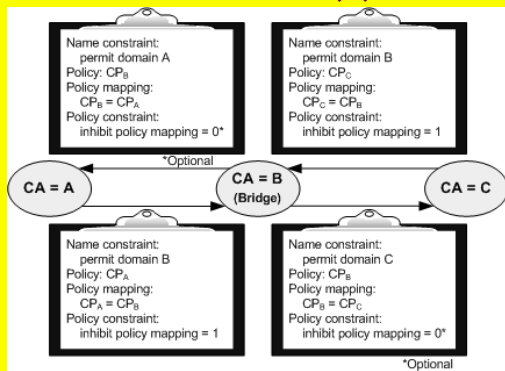 Name constraint:
permit domain A
Policy: CP_B
Policy mapping:
CP_B = CP_A
Policy constraint:
inhibit policy mapping = 0*
Name constraint:
permit domain B
Policy: CP_C
Policy mapping:
CP_C = CP_B
Policy constraint:
inhibit policy mapping = 1
*Optional
CA = A
CA = B
(Bridge)
CA = C
Name constraint:
permit domain B
Policy: CP_A
Policy mapping:
CP_A = CP_B
Policy constraint:
inhibit policy mapping = 1
Name constraint:
permit domain C
Policy: CP_B
Policy mapping:
CP_B = CP_C
Policy constraint:
inhibit policy mapping = 0*
*Optional